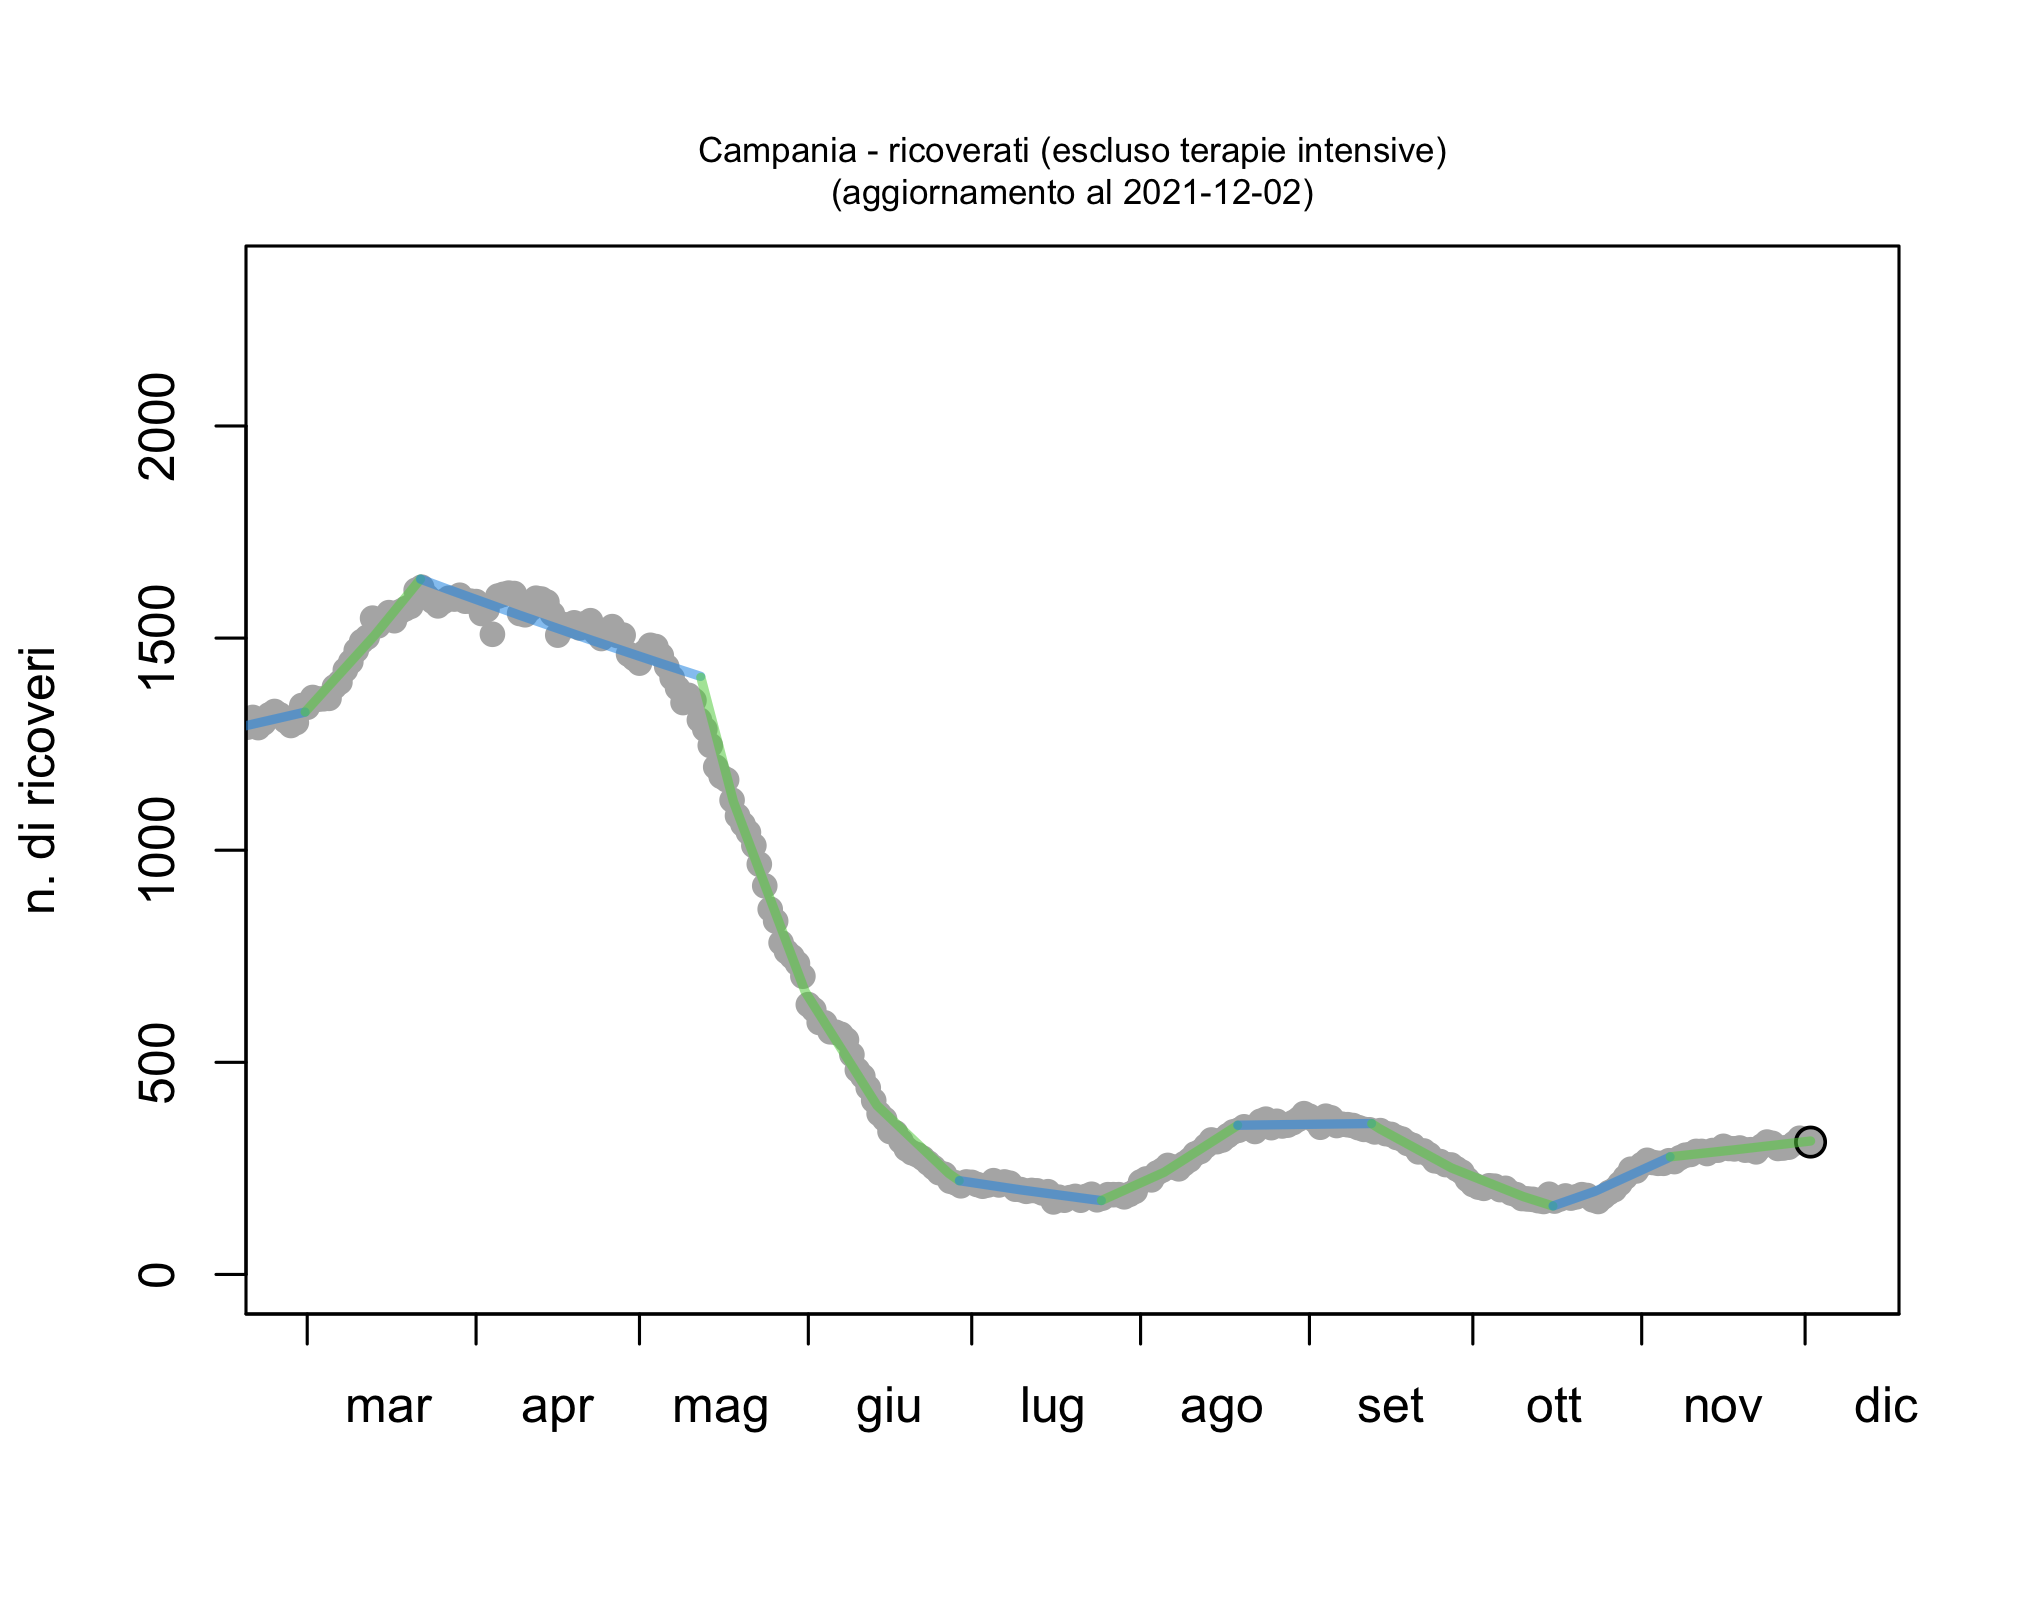 Campania - ricoverati (escluso terapie intensive)
(aggiornamento al 2021-12-02)
n. di ricoveri
2000
1500
1000
500
0
mar apr mag giu lug ago set ott nov dic